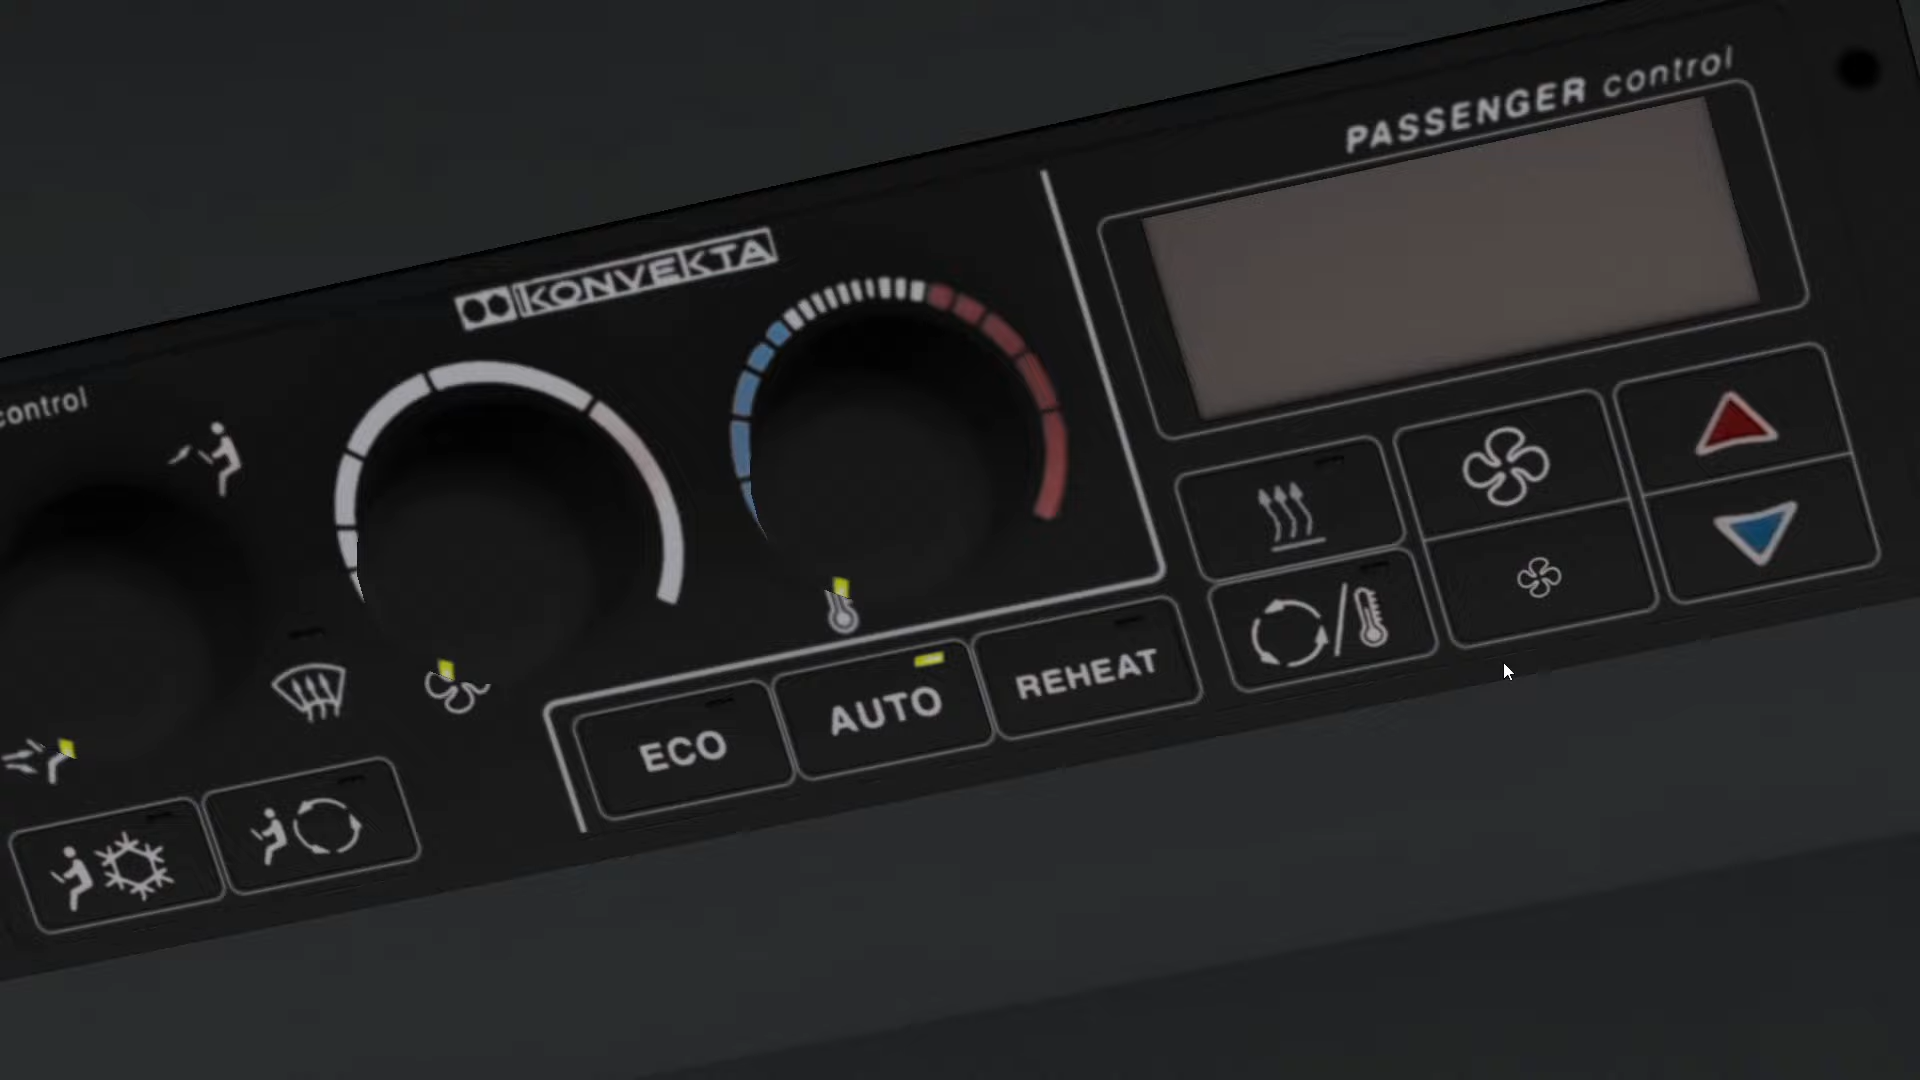 PASSENGER control
KONVEKTA
control
REHEAT
AUTO
ECO